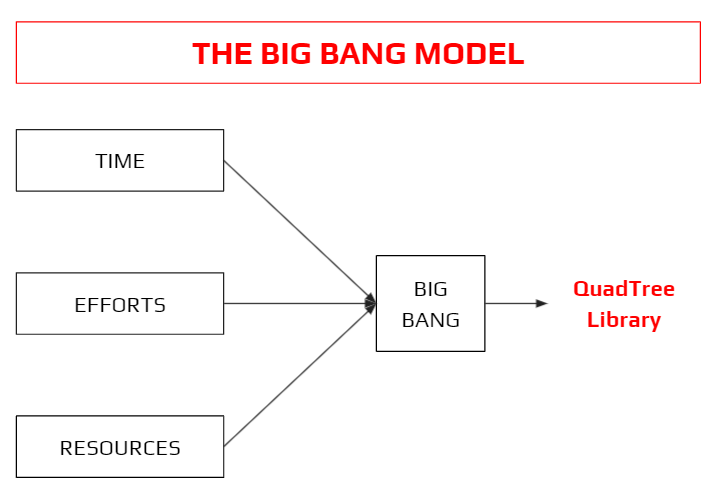 THE BIG BANG MODEL
TIME
EFFORTS
RESOURCES
BIG
BANG
QuadTree
Library